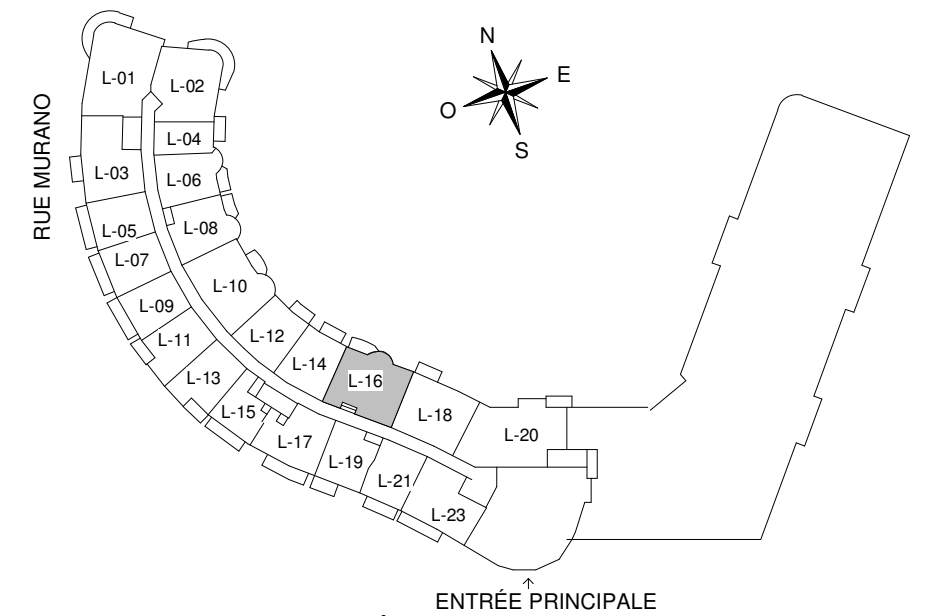 N
E
O
S
RUE MURANO
L-01
L-02
L-04
L-03
L-06
L-05
L-08
L-07
L-10
L-09
L-11
L-12
L-14
L-13
L-16
L-15
L-18
L-17
L-20
L-19
L-21
L-23
ENTRÉE PRINCIPALE